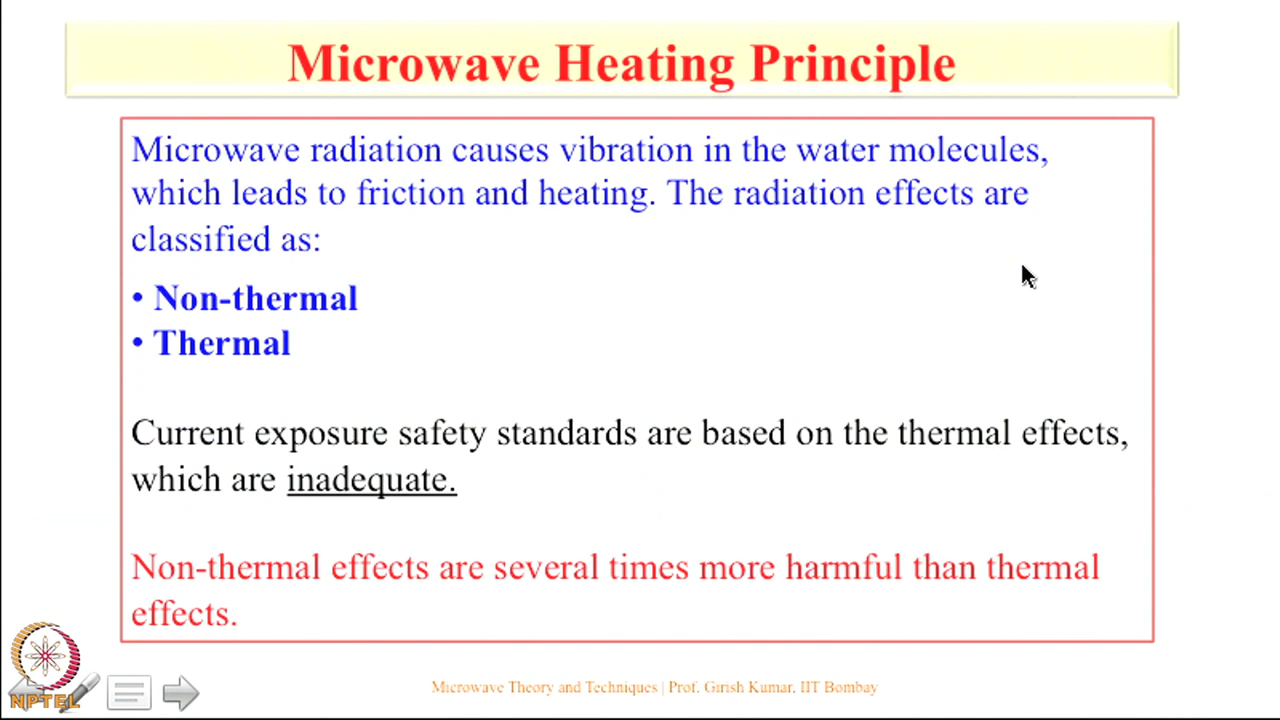 Microwave Heating Principle
Microwave radiation causes vibration in the water molecules,
which leads to friction and heating. The radiation effects are
classified as:
• Non-thermal
• Thermal
Current exposure safety standards are based on the thermal effects,
which are inadequate.
Non-thermal effects are several times more harmful than thermal
effects.
NPTEL
Microwave Theory and Techniques | Prof. Girish Kumar, IIT Bombay